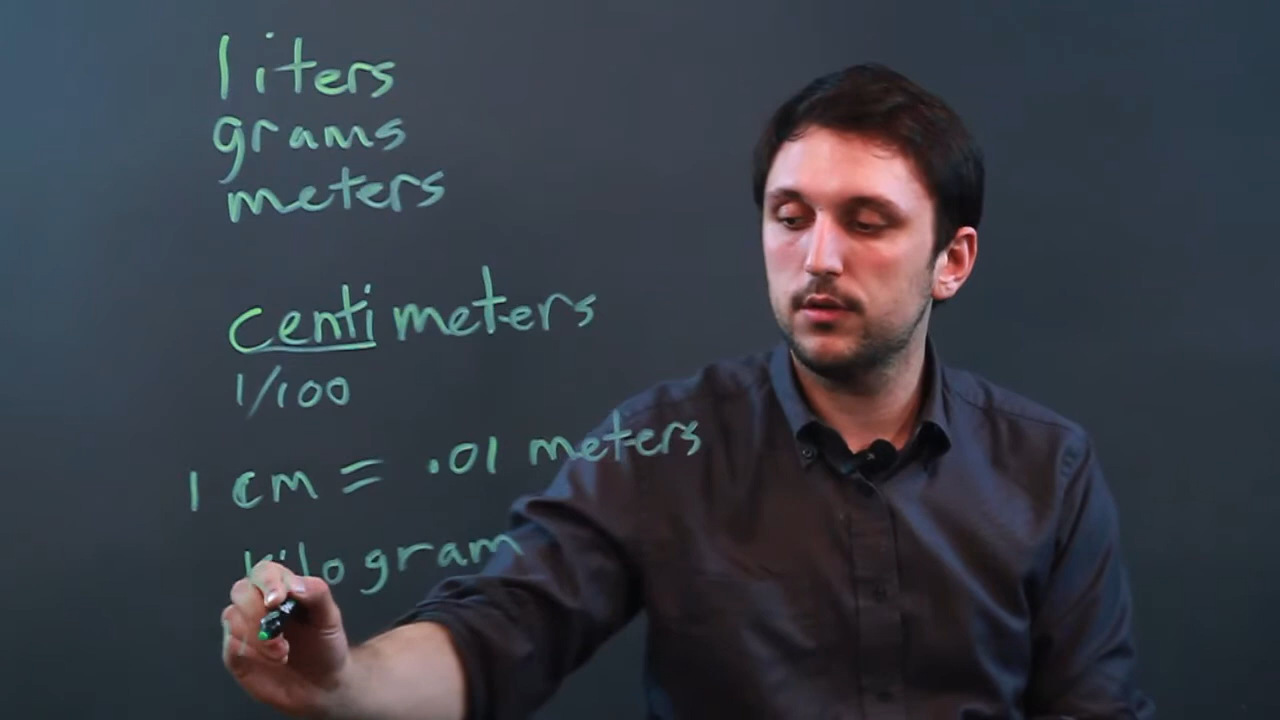 liters
grams
meters
centimeters
1/100
1 cm = .01 meters
kilogram